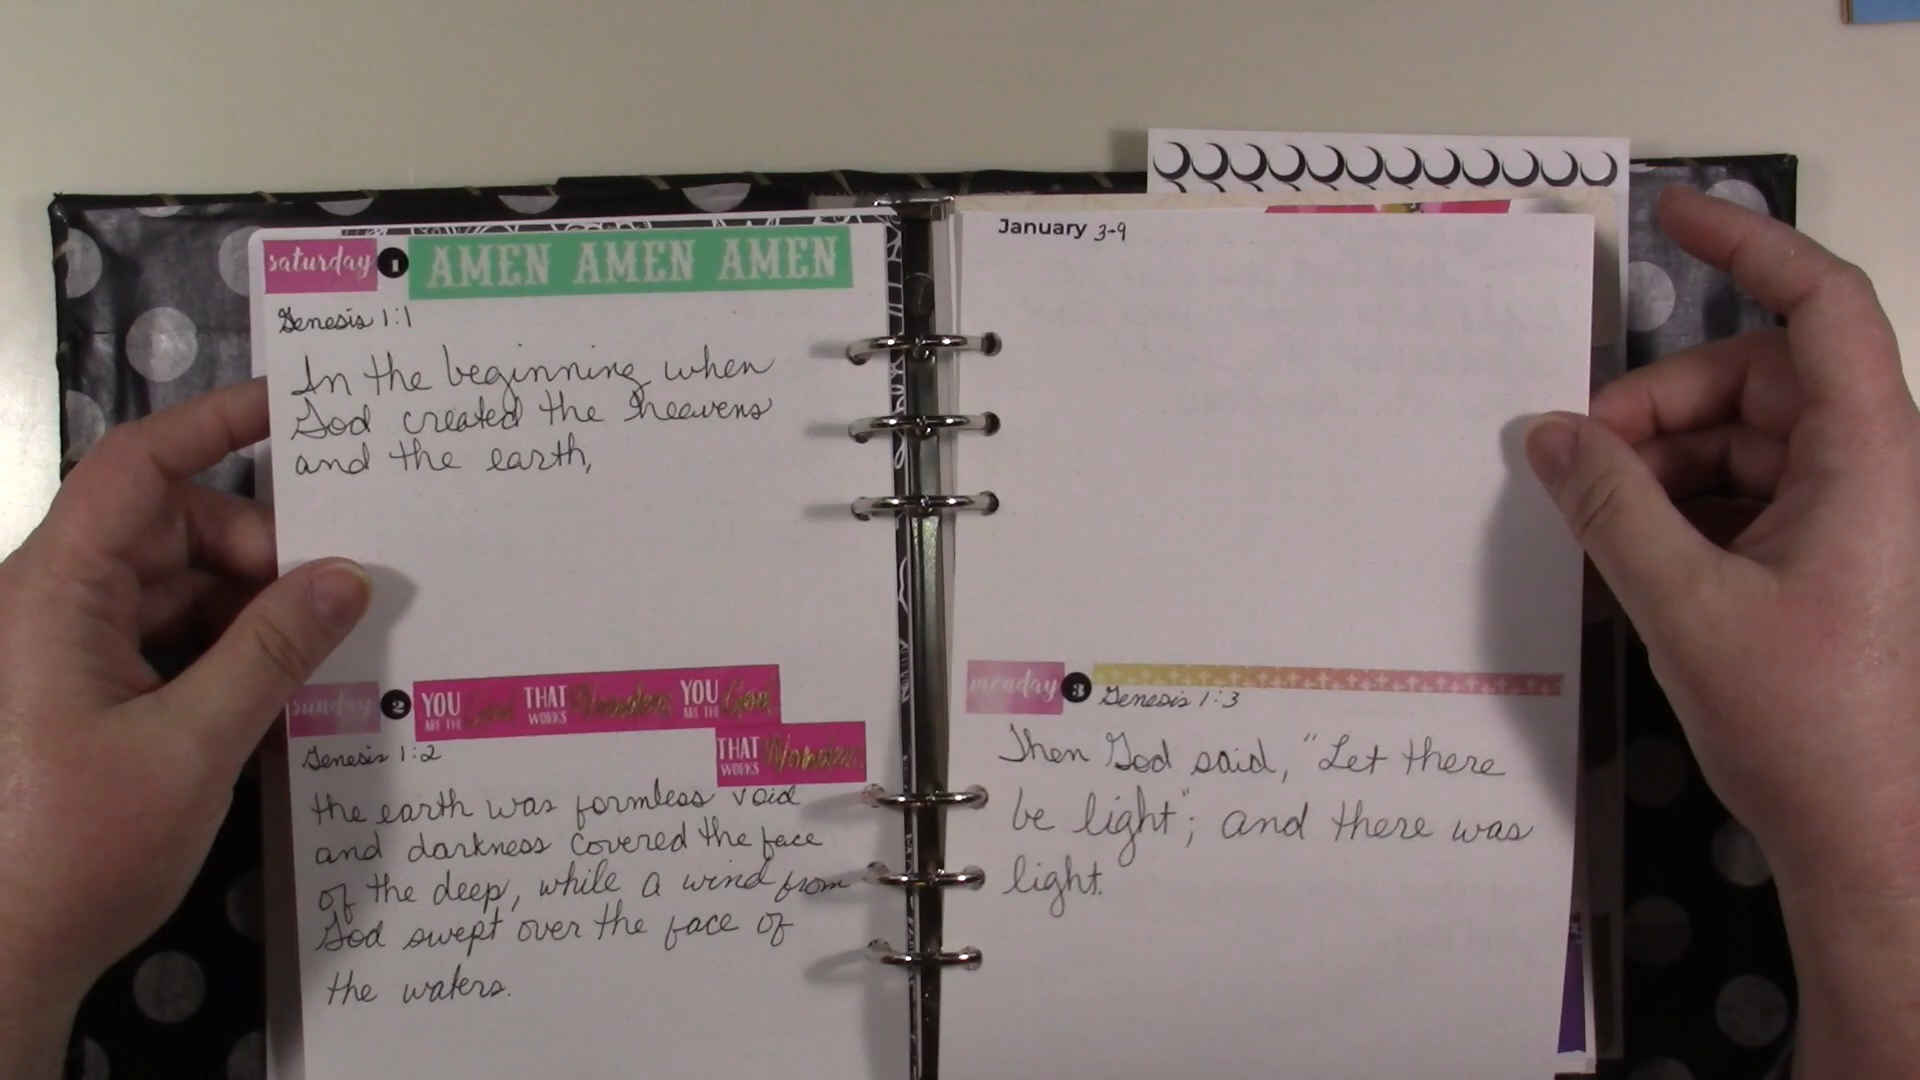 saturday 1 AMEN AMEN AMEN
Genesis 1:1
In the beginning when
God created the heavens
and the earth,
sunday 2 YOU ARE THE God THAT WORKS Wonders YOU ARE THE God
THAT WORKS Wonders
Genesis 1:2
the earth was formless void
and darkness covered the face
of the deep, while a wind from
God swept over the face of
the waters.
January 3-9
monday 3
Genesis 1:3
Then God said, "Let there
be light"; and there was
light.